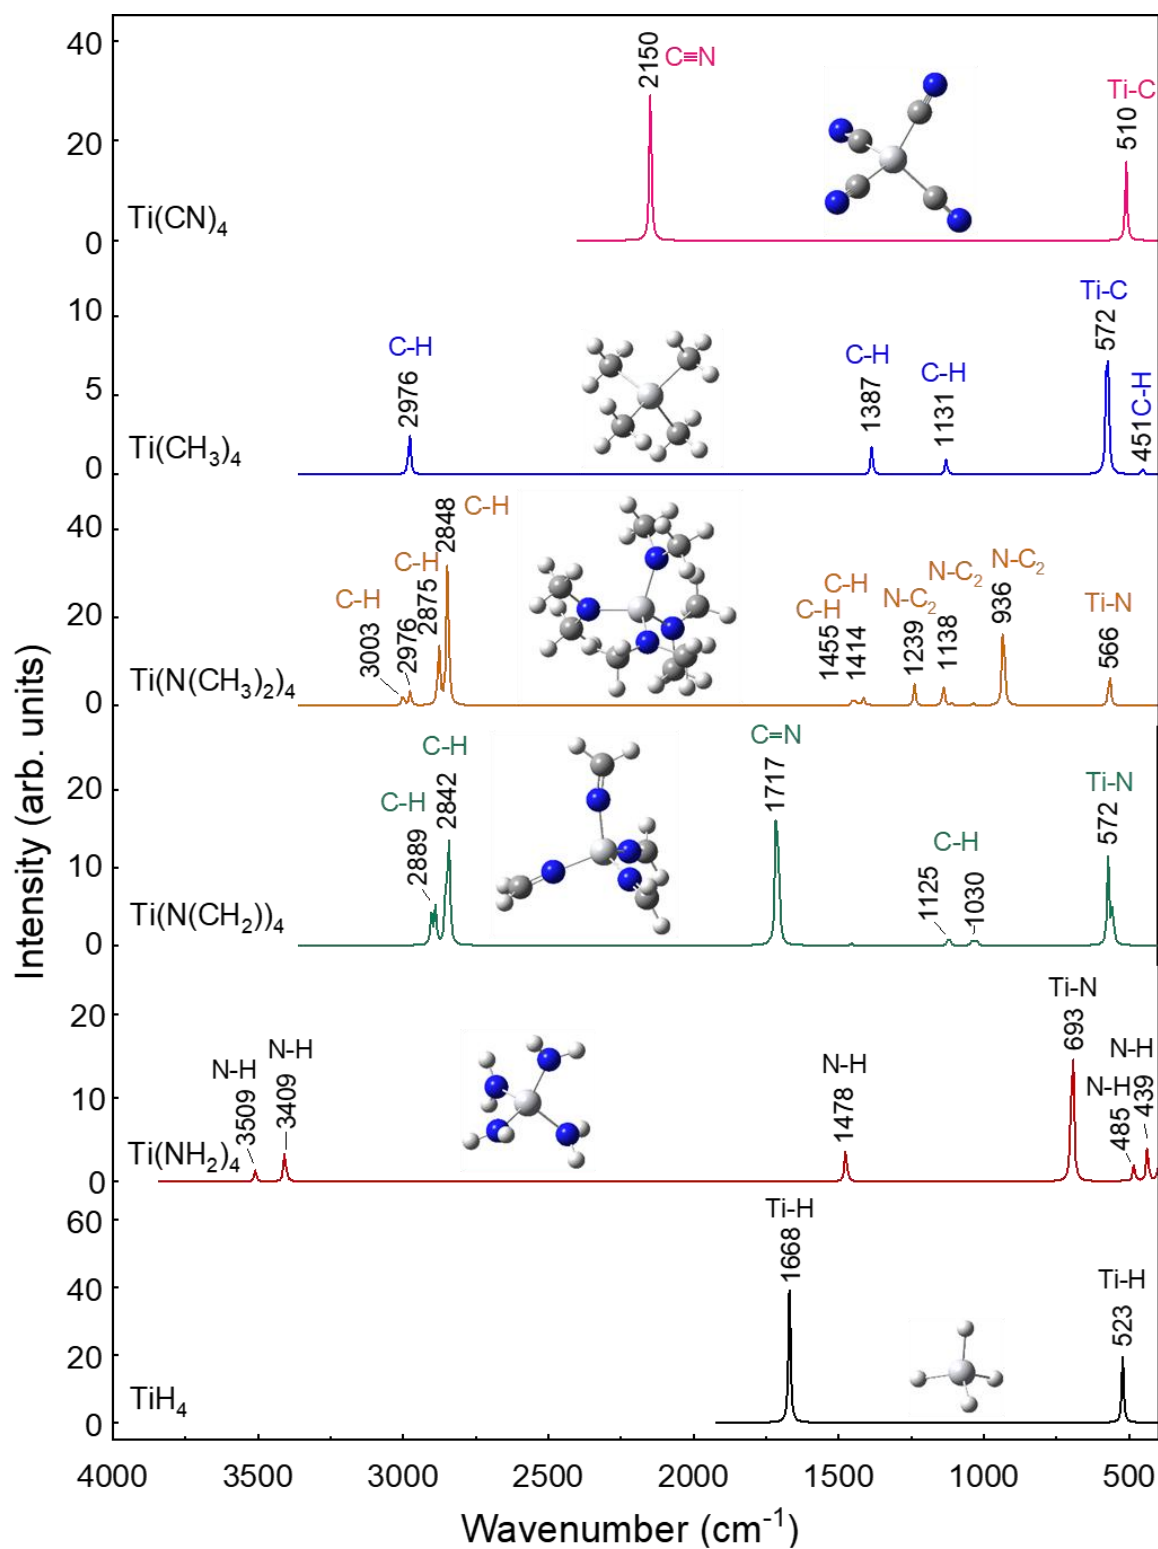 Intensity (arb. units)
40
20
0
Ti(CN)4
2150
C≡N
Ti-C
510
10
5
0
Ti(CH3)4
C-H
2976
C-H
1387
C-H
1131
Ti-C
572
451
C-H
40
20
0
Ti(N(CH3)2)4
C-H
3003
2976
C-H
2875
2848
C-H
C-H
C-H
1455
1414
N-C2
1239
N-C2
1138
N-C2
936
Ti-N
566
20
10
0
Ti(N(CH2))4
C-H
2889
C-H
2842
C=N
1717
C-H
1125
1030
Ti-N
572
20
10
0
Ti(NH2)4
N-H
3509
N-H
3409
N-H
1478
Ti-N
693
N-H
485
N-H
439
60
40
20
0
TiH4
Ti-H
1668
Ti-H
523
4000 3500 3000 2500 2000 1500 1000 500
Wavenumber (cm-1)